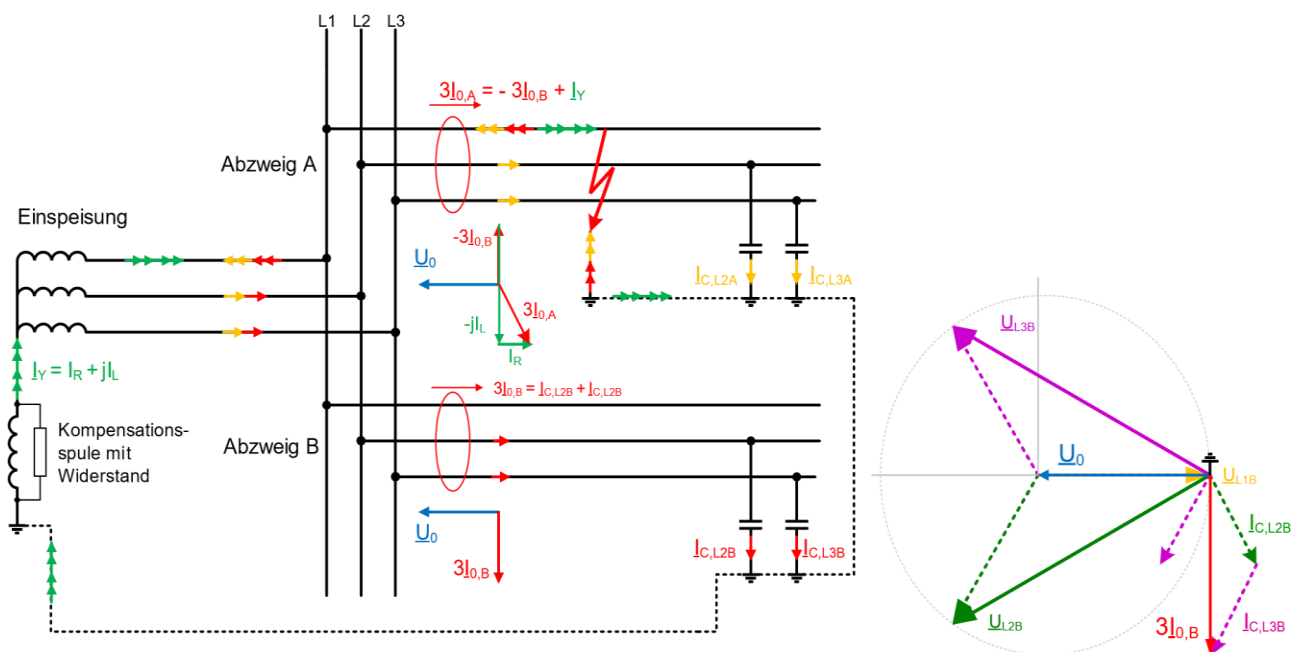 L1 L2 L3
3I0,A = - 3I0,B + IY
Abzweig A
Einspeisung
-3I0,B
U0
IC,L2A
IC,L3A
3I0,A
-jIL
IR
UL3B
IY = IR + jIL
3I0,B = IC,L2B + IC,L2B
U0
UL1B
Kompensations-
spule mit
Widerstand
Abzweig B
IC,L2B
U0
IC,L2B
IC,L3B
3I0,B
UL2B
3I0,B
IC,L3B